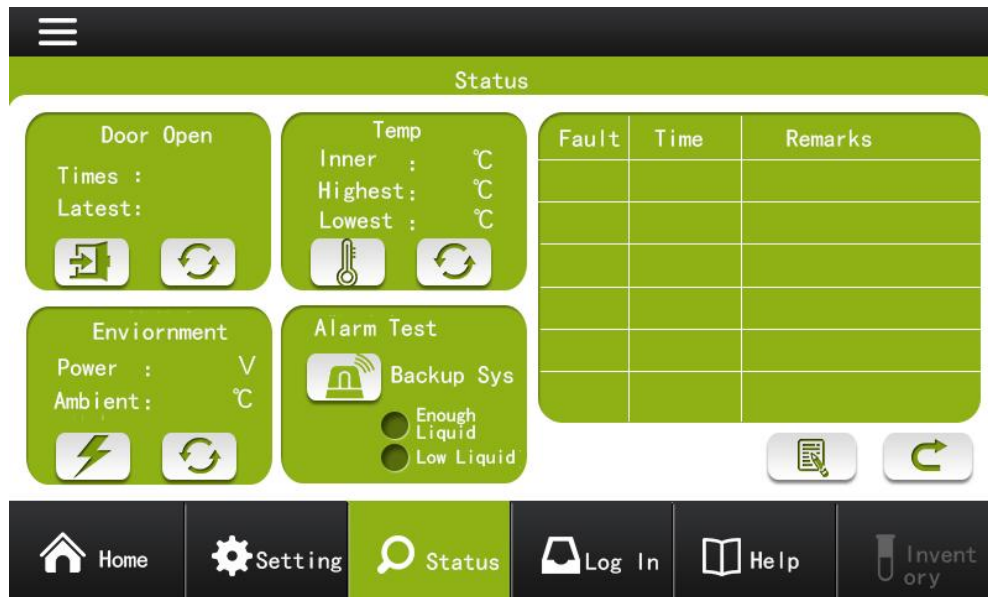 Status
Door Open
Times :
Latest:
Temp
Inner : ℃
Highest: ℃
Lowest : ℃
Fault Time Remarks
Enviornment
Power : V
Ambient: ℃
Alarm Test
Backup Sys
Enough
Liquid
Low Liquid
Home
Setting
Status
Log In
Help
Invent
ory